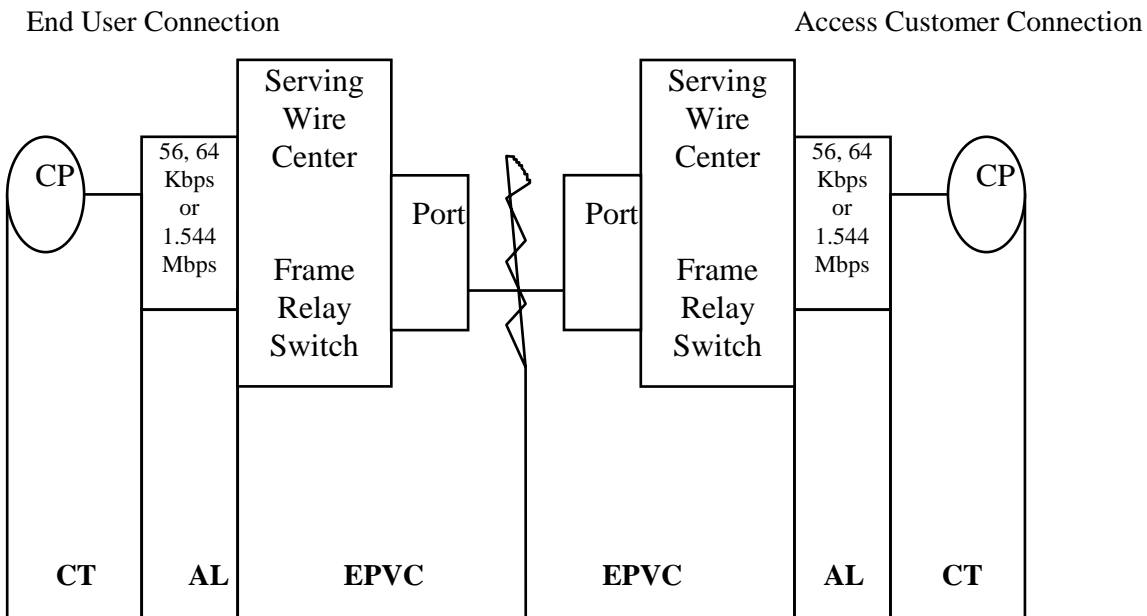 End User Connection
Access Customer Connection
CP
56, 64
Kbps
or
1.544
Mbps
Serving
Wire
Center
Frame
Relay
Switch
Port
Port
Serving
Wire
Center
Frame
Relay
Switch
56, 64
Kbps
or
1.544
Mbps
CP
CT
AL
EPVC
EPVC
AL
CT